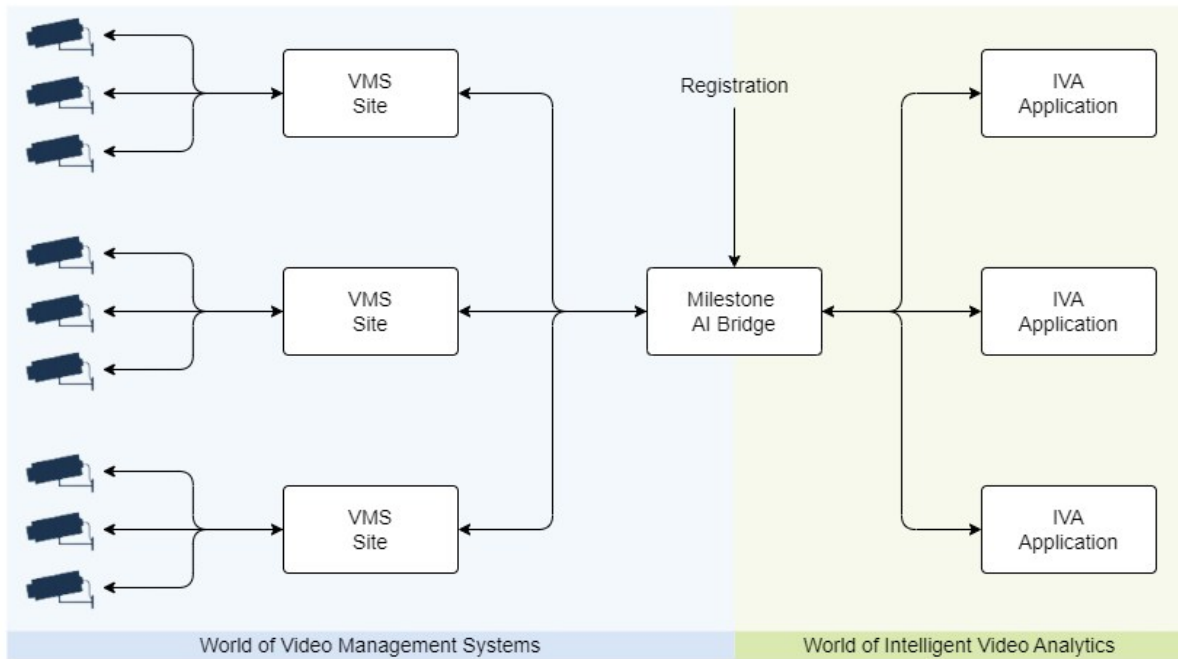 VMS
Site
Registration
IVA
Application
VMS
Site
Milestone
AI Bridge
IVA
Application
VMS
Site
IVA
Application
World of Video Management Systems
World of Intelligent Video Analytics